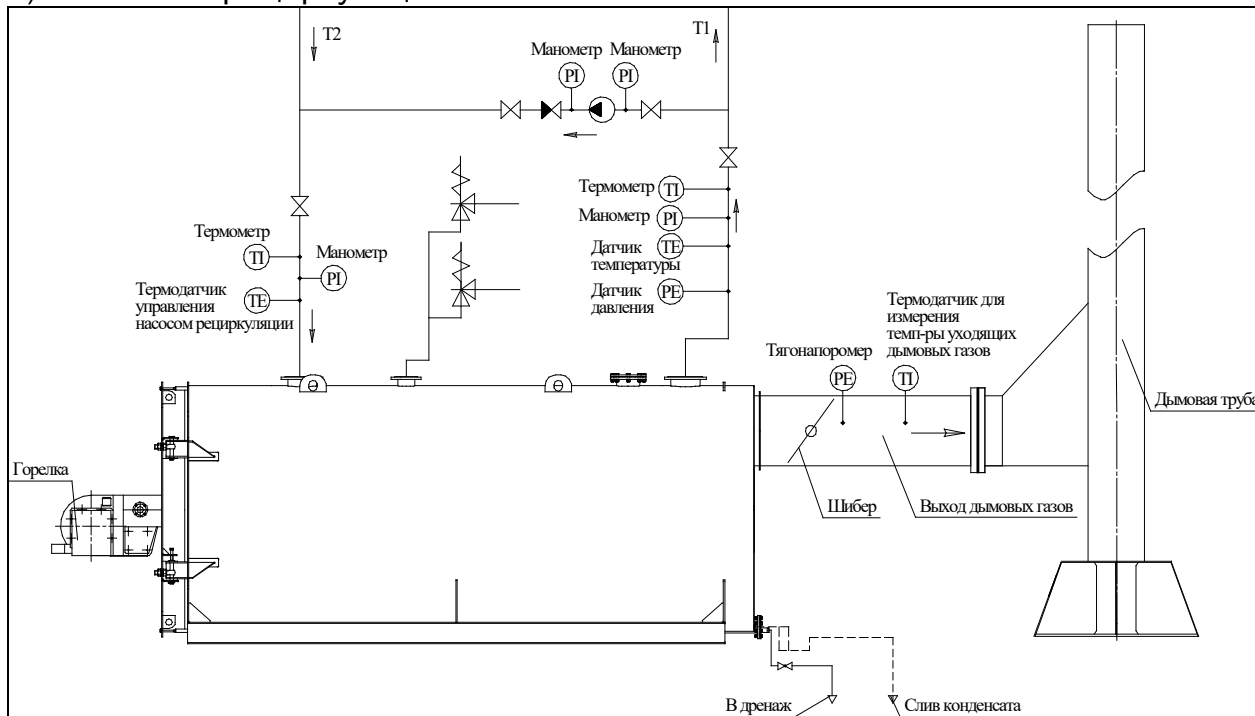 T2
T1
Манометр
Манометр
PI
PI
Термометр
TI
Манометр
PI
Термодатчик
управления
насосом рециркуляции
TE
Термометр
TI
Манометр
PI
Датчик
температуры
TE
Датчик
давления
PE
Термодатчик для
измерения
темп-ры уходящих
дымовых газов
Тягонапоромер
PE
TI
Дымовая труба
Горелка
Шибер
Выход дымовых газов
В дренаж
Слив конденсата